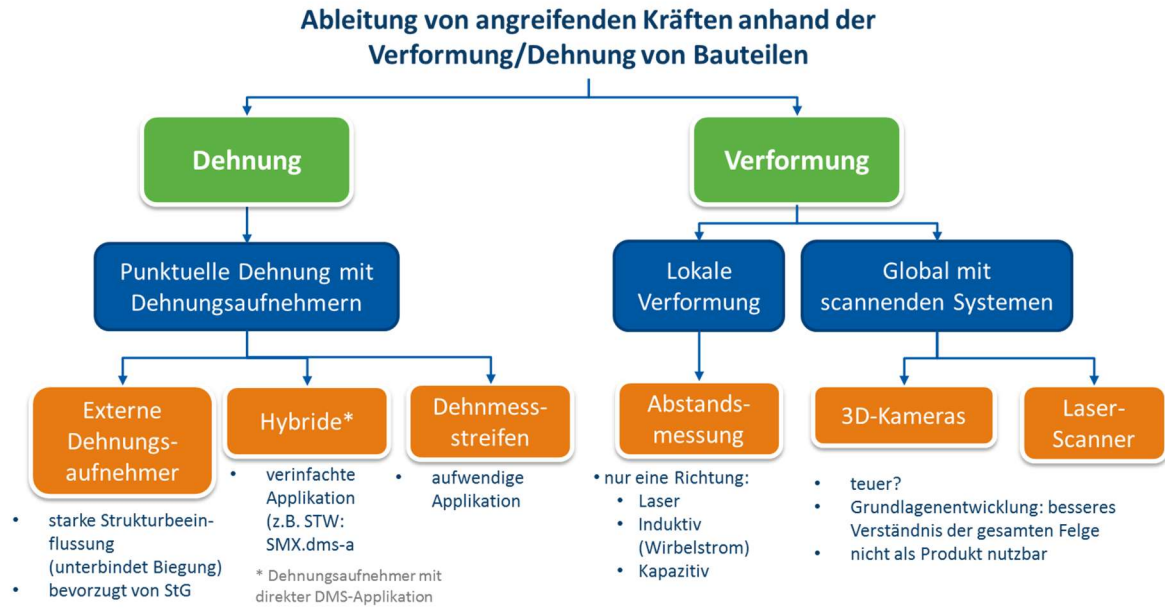 Ableitung von angreifenden Kräften anhand der
Verformung/Dehnung von Bauteilen
Dehnung
Verformung
Punktuelle Dehnung mit
Dehnungsaufnehmern
Lokale
Verformung
Global mit
scannenden Systemen
Externe
Dehnungs-
aufnehmer
Hybride*
Dehnmess-
streifen
Abstands-
messung
3D-Kameras
Laser-
Scanner
• starke Strukturbeein-
flussung
(unterbindet Biegung)
• bevorzugt von StG
• verinfachte
Applikation
(z.B. STW:
SMX.dms-a
* Dehnungsaufnehmer mit
direkter DMS-Applikation
• aufwendige
Applikation
• nur eine Richtung:
• Laser
• Induktiv
(Wirbelstrom)
• Kapazitiv
• teuer?
• Grundlagenentwicklung: besseres
Verständnis der gesamten Felge
• nicht als Produkt nutzbar